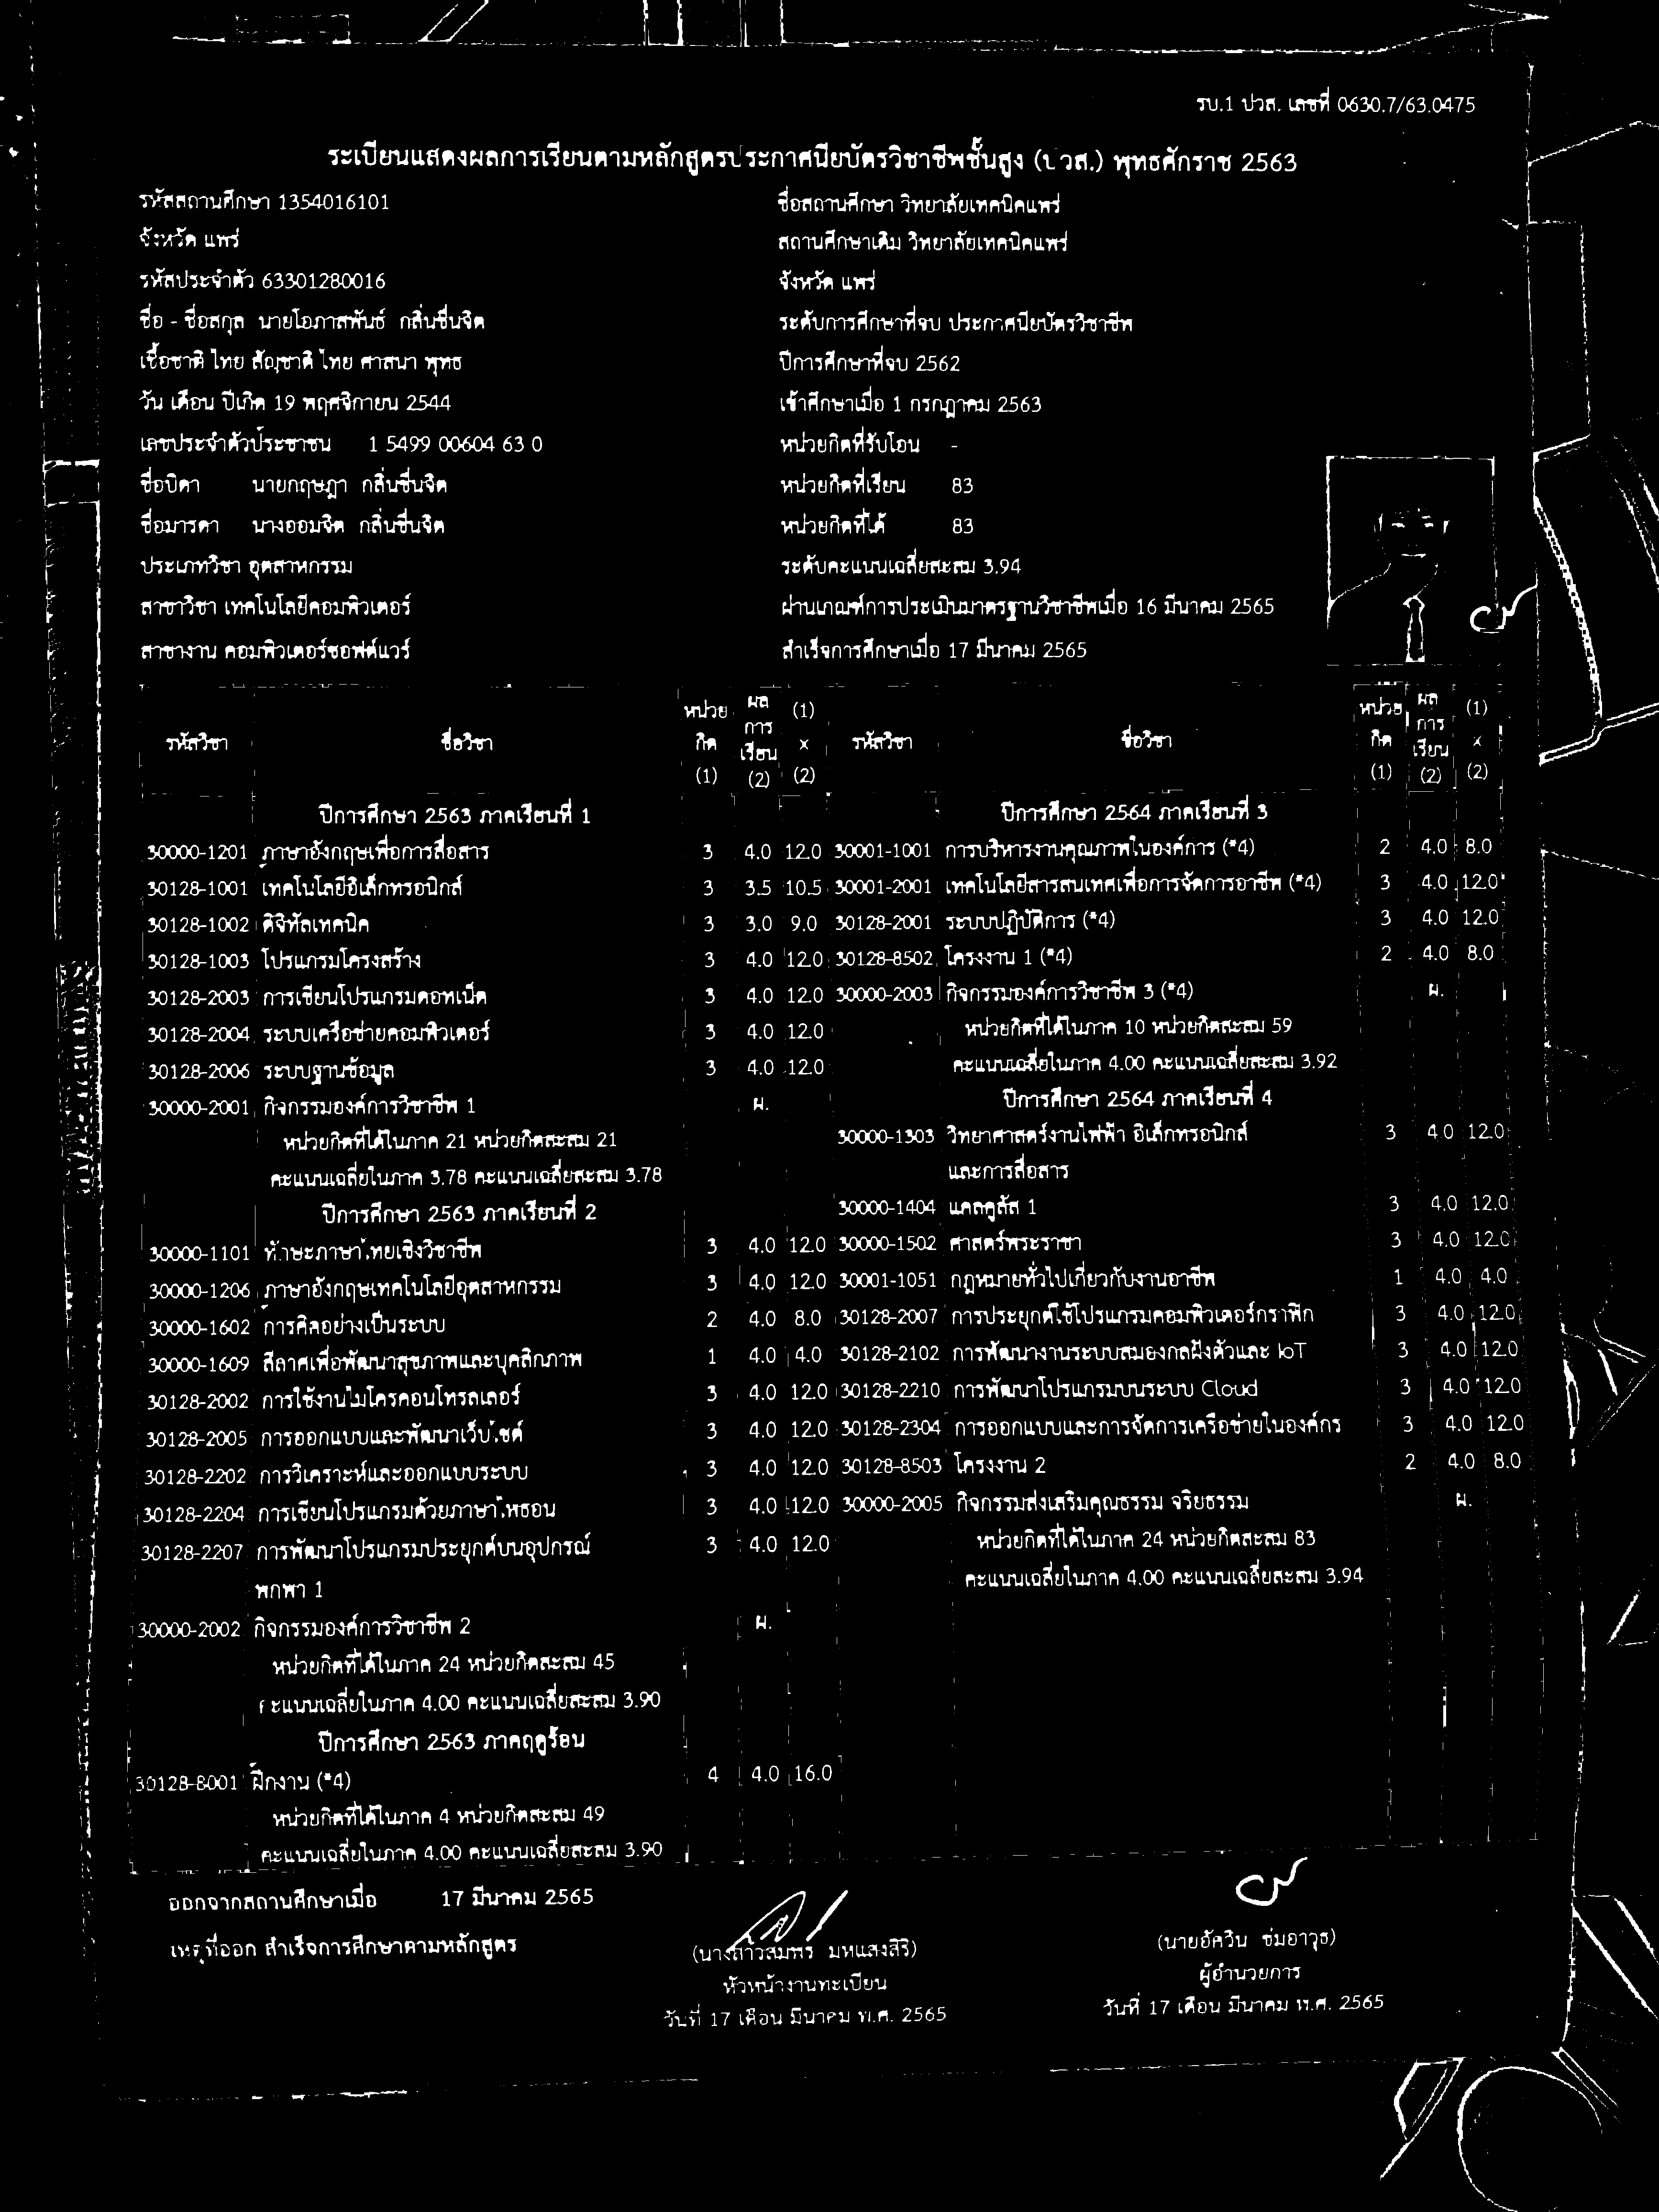 รบ.1 ปวส. เลขที่ 0630.7/63.0475
ระเบียนแสดงผลการเรียนตามหลักสูตรประกาศนียบัตรวิชาชีพชั้นสูง (ปวส.) พุทธศักราช 2563
รหัสสถานศึกษา 1354016101
จังหวัด แพร่
รหัสประจำตัว 63301280016
ชื่อ - ชื่อสกุล นายโอภาสพันธ์ กลิ่นชื่นจิต
เชื้อชาติ ไทย สัญชาติ ไทย ศาสนา พุทธ
วัน เดือน ปีเกิด 19 พฤศจิกายน 2544
เลขประจำตัวประชาชน 1 5499 00604 63 0
ชื่อบิดา นายกฤษฎา กลิ่นชื่นจิต
ชื่อมารดา นางออมจิต กลิ่นชื่นจิต
ประเภทวิชา อุตสาหกรรม
สาขาวิชา เทคโนโลยีคอมพิวเตอร์
สาขางาน คอมพิวเตอร์ซอฟต์แวร์
ชื่อสถานศึกษา วิทยาลัยเทคนิคแพร่
สถานศึกษาเดิม วิทยาลัยเทคนิคแพร่
จังหวัด แพร่
ระดับการศึกษาที่จบ ประกาศนียบัตรวิชาชีพ
ปีการศึกษาที่จบ 2562
เข้าศึกษาเมื่อ 1 กรกฎาคม 2563
หน่วยกิตที่รับโอน -
หน่วยกิตที่เรียน 83
หน่วยกิตที่ได้ 83
ระดับคะแนนเฉลี่ยสะสม 3.94
ผ่านเกณฑ์การประเมินมาตรฐานวิชาชีพเมื่อ 16 มีนาคม 2565
สำเร็จการศึกษาเมื่อ 17 มีนาคม 2565
รหัสวิชา ชื่อวิชา หน่วยกิต (1) ผลการเรียน (2) (1) x (2)
ปีการศึกษา 2563 ภาคเรียนที่ 1
30000-1201 ภาษาอังกฤษเพื่อการสื่อสาร 3 4.0 12.0
30128-1001 เทคโนโลยีอิเล็กทรอนิกส์ 3 3.5 10.5
30128-1002 ดิจิทัลเทคนิค 3 3.0 9.0
30128-1003 โปรแกรมโครงสร้าง 3 4.0 12.0
30128-2003 การเขียนโปรแกรมดอทเน็ต 3 4.0 12.0
30128-2004 ระบบเครือข่ายคอมพิวเตอร์ 3 4.0 12.0
30128-2006 ระบบฐานข้อมูล 3 4.0 12.0
30000-2001 กิจกรรมองค์การวิชาชีพ 1 ผ.
หน่วยกิตที่ได้ในภาค 21 หน่วยกิตสะสม 21
คะแนนเฉลี่ยในภาค 3.78 คะแนนเฉลี่ยสะสม 3.78
ปีการศึกษา 2563 ภาคเรียนที่ 2
30000-1101 ทักษะภาษาไทยเชิงวิชาชีพ 3 4.0 12.0
30000-1206 ภาษาอังกฤษเทคโนโลยีอุตสาหกรรม 3 4.0 12.0
30000-1602 การคิดอย่างเป็นระบบ 2 4.0 8.0
30000-1609 ลีลาศเพื่อพัฒนาสุขภาพและบุคลิกภาพ 1 4.0 4.0
30128-2002 การใช้งานไมโครคอนโทรลเลอร์ 3 4.0 12.0
30128-2005 การออกแบบและพัฒนาเว็บไซต์ 3 4.0 12.0
30128-2202 การวิเคราะห์และออกแบบระบบ 3 4.0 12.0
30128-2204 การเขียนโปรแกรมด้วยภาษาไพธอน 3 4.0 12.0
30128-2207 การพัฒนาโปรแกรมประยุกต์บนอุปกรณ์ 3 4.0 12.0
พกพา 1
30000-2002 กิจกรรมองค์การวิชาชีพ 2 ผ.
หน่วยกิตที่ได้ในภาค 24 หน่วยกิตสะสม 45
คะแนนเฉลี่ยในภาค 4.00 คะแนนเฉลี่ยสะสม 3.90
ปีการศึกษา 2563 ภาคฤดูร้อน
30128-8001 ฝึกงาน (*4) 4 4.0 16.0
หน่วยกิตที่ได้ในภาค 4 หน่วยกิตสะสม 49
คะแนนเฉลี่ยในภาค 4.00 คะแนนเฉลี่ยสะสม 3.90
รหัสวิชา ชื่อวิชา หน่วยกิต (1) ผลการเรียน (2) (1) x (2)
ปีการศึกษา 2564 ภาคเรียนที่ 3
30001-1001 การบริหารงานคุณภาพในองค์การ (*4) 2 4.0 8.0
30001-2001 เทคโนโลยีสารสนเทศเพื่อการจัดการอาชีพ (*4) 3 4.0 12.0
30128-2001 ระบบปฏิบัติการ (*4) 3 4.0 12.0
30128-8502 โครงงาน 1 (*4) 2 4.0 8.0
30000-2003 กิจกรรมองค์การวิชาชีพ 3 (*4) ผ.
หน่วยกิตที่ได้ในภาค 10 หน่วยกิตสะสม 59
คะแนนเฉลี่ยในภาค 4.00 คะแนนเฉลี่ยสะสม 3.92
ปีการศึกษา 2564 ภาคเรียนที่ 4
30000-1303 วิทยาศาสตร์งานไฟฟ้า อิเล็กทรอนิกส์ 3 4.0 12.0
และการสื่อสาร
30000-1404 แคลคูลัส 1 3 4.0 12.0
30000-1502 ศาสตร์พระราชา 3 4.0 12.0
30001-1051 กฎหมายทั่วไปเกี่ยวกับงานอาชีพ 1 4.0 4.0
30128-2007 การประยุกต์ใช้โปรแกรมคอมพิวเตอร์กราฟิก 3 4.0 12.0
30128-2102 การพัฒนางานระบบสมองกลฝังตัวและ IoT 3 4.0 12.0
30128-2210 การพัฒนาโปรแกรมบนระบบ Cloud 3 4.0 12.0
30128-2304 การออกแบบและการจัดการเครือข่ายในองค์กร 3 4.0 12.0
30128-8503 โครงงาน 2 2 4.0 8.0
30000-2005 กิจกรรมส่งเสริมคุณธรรม จริยธรรม ผ.
หน่วยกิตที่ได้ในภาค 24 หน่วยกิตสะสม 83
คะแนนเฉลี่ยในภาค 4.00 คะแนนเฉลี่ยสะสม 3.94
ออกจากสถานศึกษาเมื่อ 17 มีนาคม 2565
เหตุที่ออก สำเร็จการศึกษาตามหลักสูตร
(นางสาวสมพร มหแสงสิริ)
หัวหน้างานทะเบียน
วันที่ 17 เดือน มีนาคม พ.ศ. 2565
(นายอัศวิน ข่มอาวุธ)
ผู้อำนวยการ
วันที่ 17 เดือน มีนาคม พ.ศ. 2565